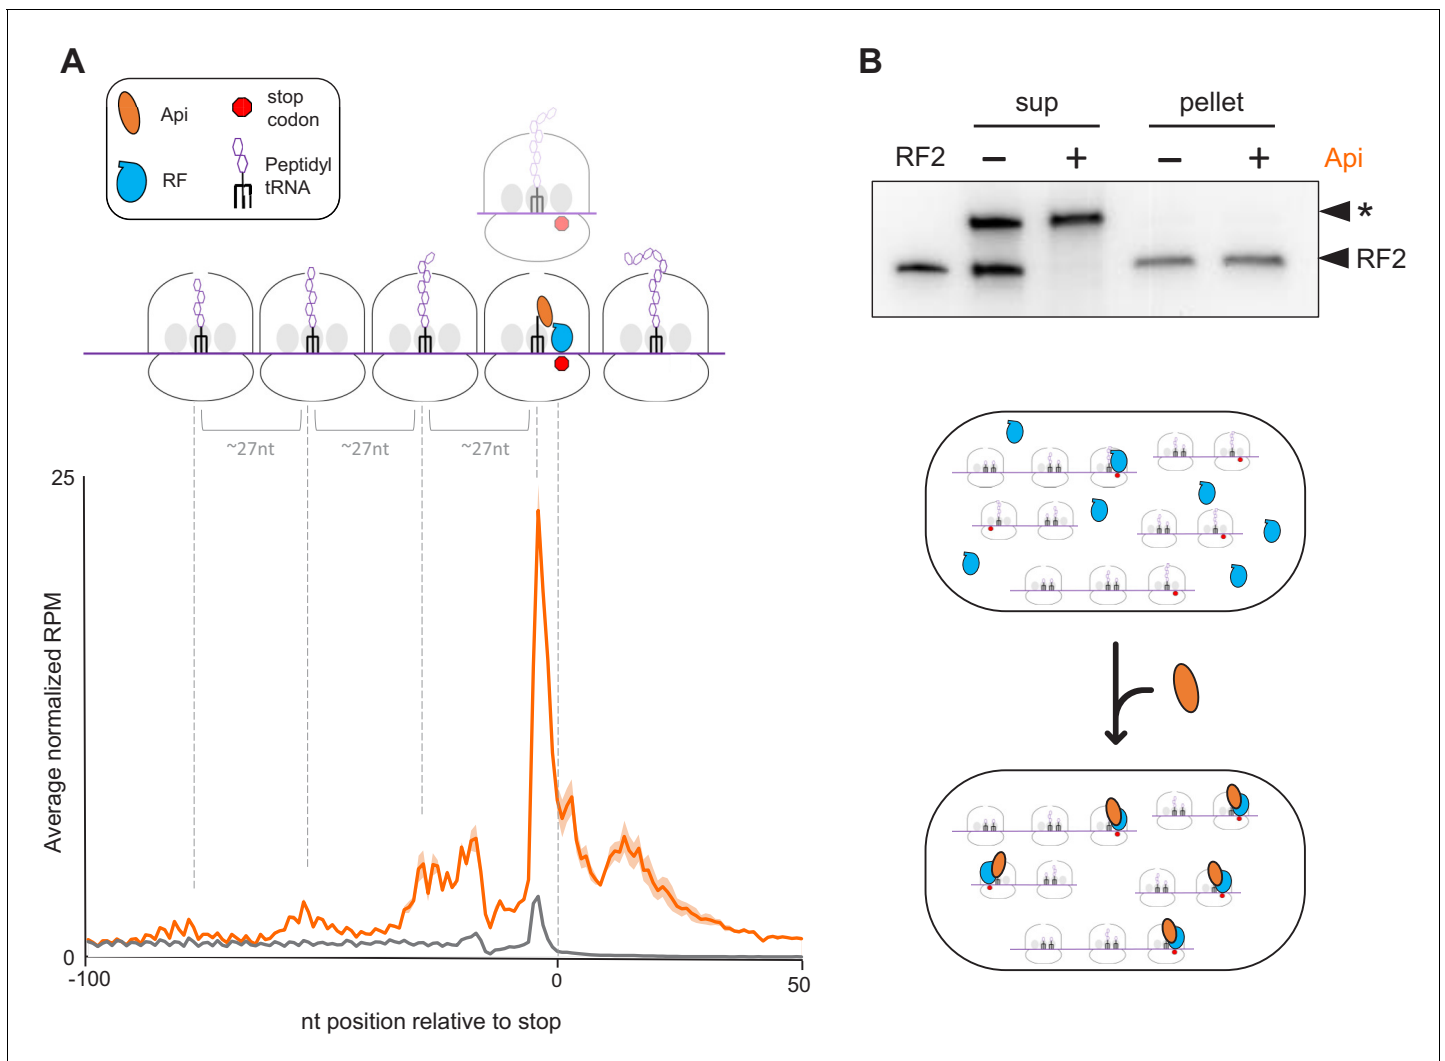 A
Api
RF
stop
codon
Peptidyl
tRNA
~27nt ~27nt ~27nt
25
Average normalized RPM
0
-100 0 50
nt position relative to stop
B
sup pellet
RF2 − + − + Api
*
RF2